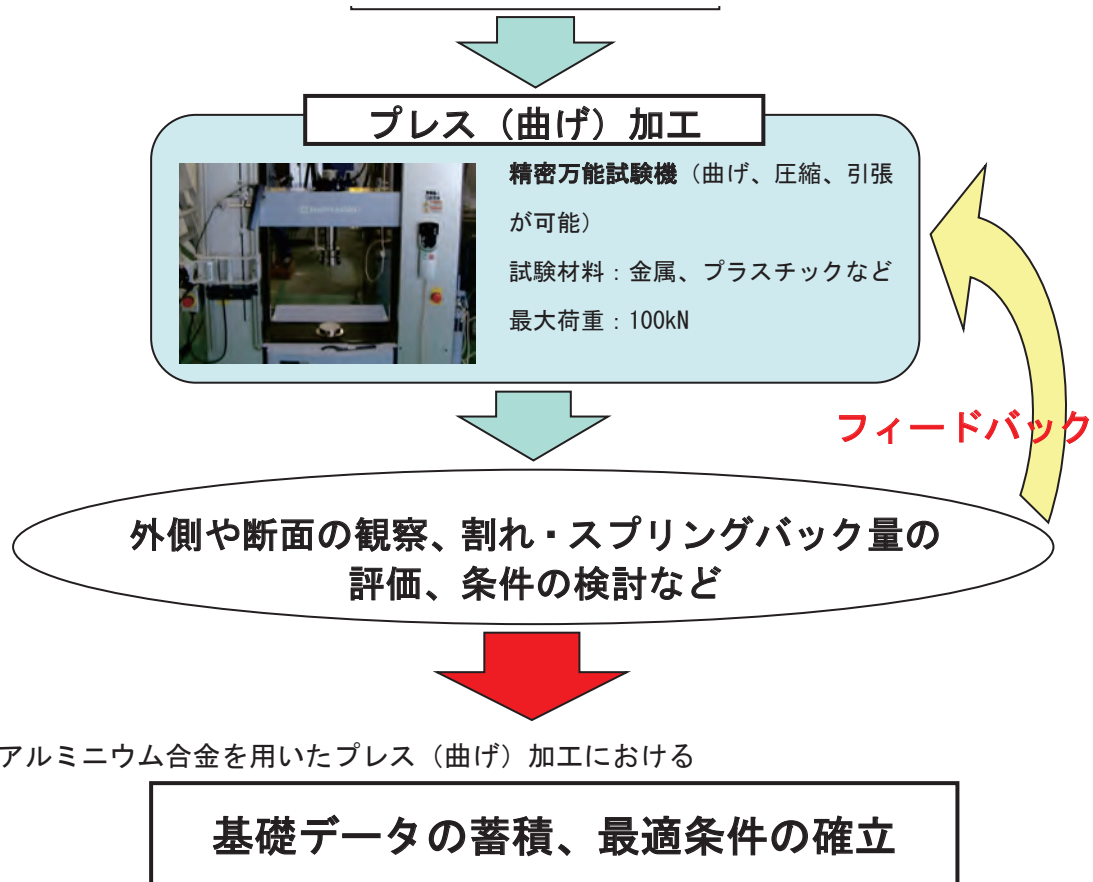 プレス（曲げ）加工
精密万能試験機（曲げ、圧縮、引張
が可能）
試験材料：金属、プラスチックなど
最大荷重：100kN
フィードバック
外側や断面の観察、割れ・スプリングバック量の
評価、条件の検討など
アルミニウム合金を用いたプレス（曲げ）加工における
基礎データの蓄積、最適条件の確立